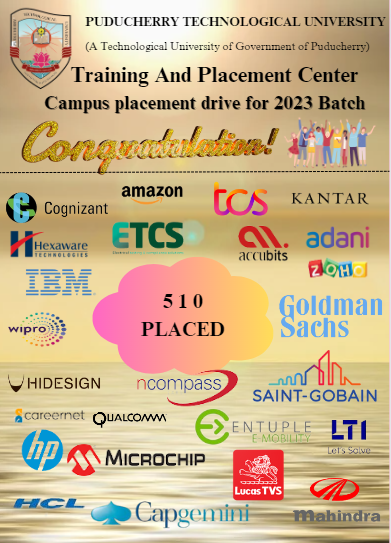 PUDUCHERRY TECHNOLOGICAL UNIVERSITY
(A Technological University of Government of Puducherry)
Training And Placement Center
Campus placement drive for 2023 Batch
Congratulation!
Cognizant
amazon
tcs
KANTAR
HEXAWARE
TECHNOLOGIES
ETCS
accubits
adani
ZOHO
IBM
5 1 0
PLACED
Goldman
Sachs
wipro
HIDESIGN
ncompass
SAINT-GOBAIN
careernet
QUALCOMM
ENTUPLE
E-MOBILITY
LTI
Let's Solve
hp
MICROCHIP
LucasTVS
HCL
Capgemini
Mahindra